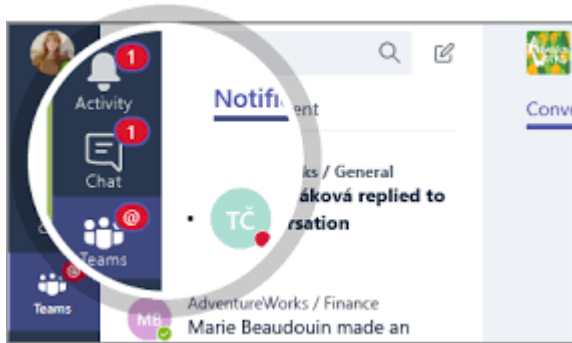 1
Activity
Notifi
ent
Conv
1
Chat
ks / General
áková replied to
TČ
rsation
@
Teams
Teams
AdventureWorks / Finance
MB
Marie Beaudouin made an